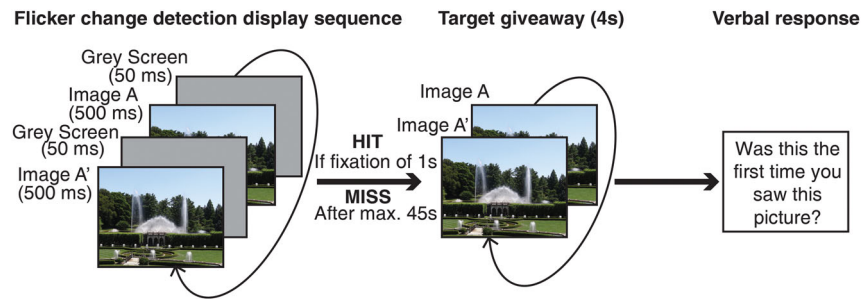 Flicker change detection display sequence
Target giveaway (4s)
Verbal response
Grey Screen
(50 ms)
Image A
(500 ms)
Grey Screen
(50 ms)
Image A'
(500 ms)
HIT
If fixation of 1s
MISS
After max. 45s
Image A
Image A'
Was this the
first time you
saw this
picture?